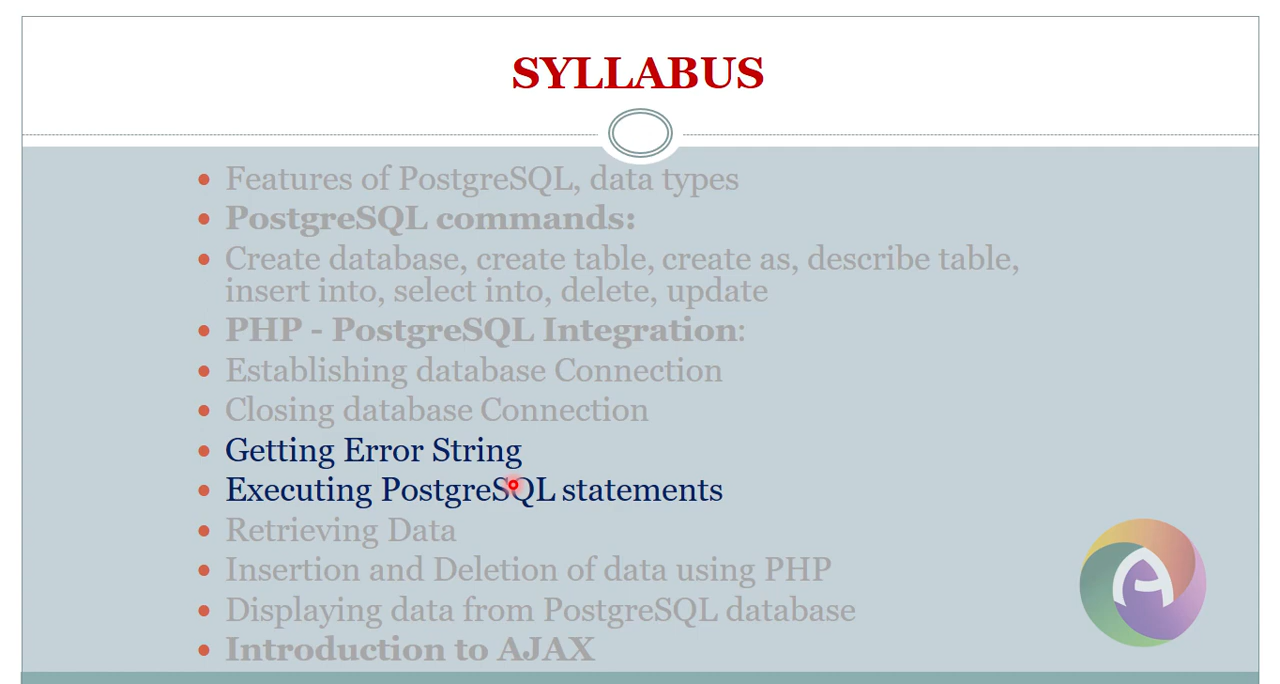 SYLLABUS
Features of PostgreSQL, data types
PostgreSQL commands:
Create database, create table, create as, describe table,
insert into, select into, delete, update
PHP - PostgreSQL Integration:
Establishing database Connection
Closing database Connection
Getting Error String
Executing PostgreSQL statements
Retrieving Data
Insertion and Deletion of data using PHP
Displaying data from PostgreSQL database
Introduction to AJAX
A